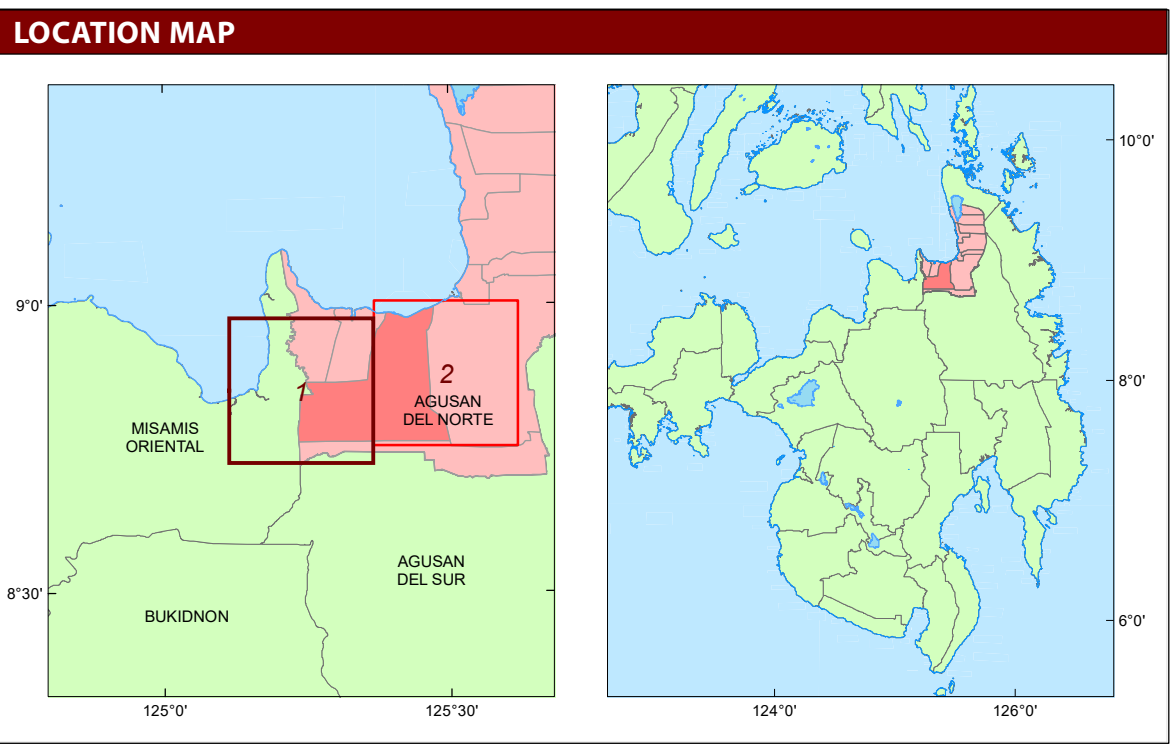 LOCATION MAP
9°0'
8°30'
125°0'
125°30'
1
2
AGUSAN
DEL NORTE
MISAMIS
ORIENTAL
AGUSAN
DEL SUR
BUKIDNON
10°0'
8°0'
6°0'
124°0'
126°0'